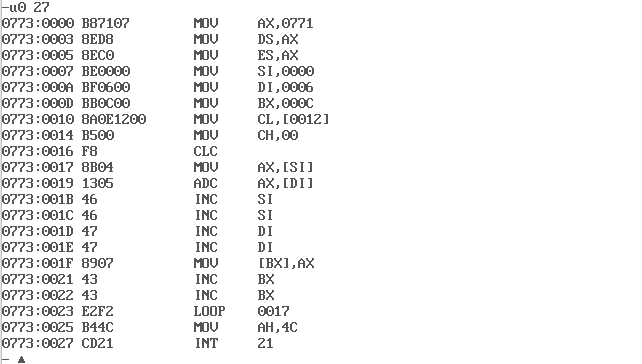 -u0 27
0773:0000 B87107 MOV AX,0771
0773:0003 8ED8 MOV DS,AX
0773:0005 8EC0 MOV ES,AX
0773:0007 BE0000 MOV SI,0000
0773:000A BF0600 MOV DI,0006
0773:000D BB0C00 MOV BX,000C
0773:0010 8A0E1200 MOV CL,[0012]
0773:0014 B500 MOV CH,00
0773:0016 F8 CLC
0773:0017 8B04 MOV AX,[SI]
0773:0019 1305 ADC AX,[DI]
0773:001B 46 INC SI
0773:001C 46 INC SI
0773:001D 47 INC DI
0773:001E 47 INC DI
0773:001F 8907 MOV [BX],AX
0773:0021 43 INC BX
0773:0022 43 INC BX
0773:0023 E2F2 LOOP 0017
0773:0025 B44C MOV AH,4C
0773:0027 CD21 INT 21
-